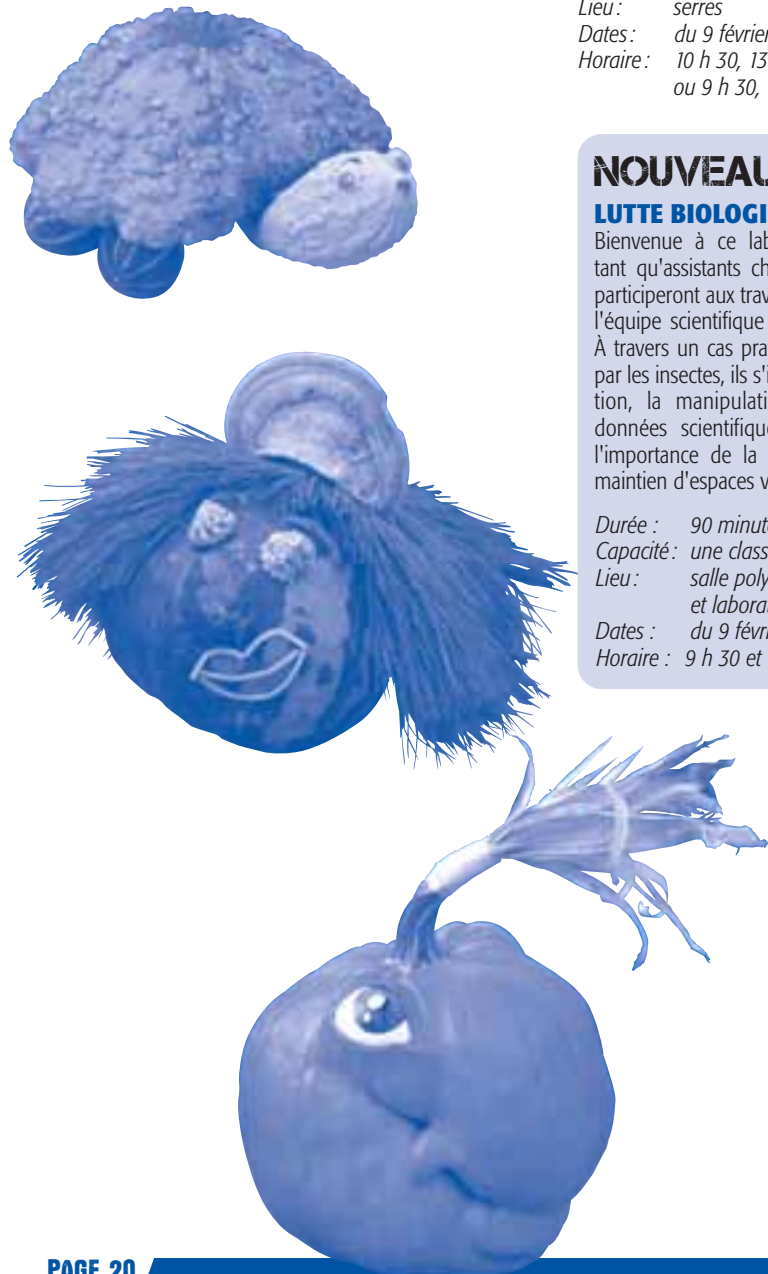 Lieu : serres
Dates : du 9 février
Horaire : 10 h 30, 13
ou 9 h 30,
NOUVEAU
LUTTE BIOLOGI
Bienvenue à ce lab
tant qu'assistants ch
participeront aux trav
l'équipe scientifique
À travers un cas pra
par les insectes, ils s'i
tion, la manipulati
données scientifique
l'importance de la
maintien d'espaces v
Durée : 90 minut
Capacité : une class
Lieu : salle poly
et labora
Dates : du 9 févri
Horaire : 9 h 30 et
PAGE 20